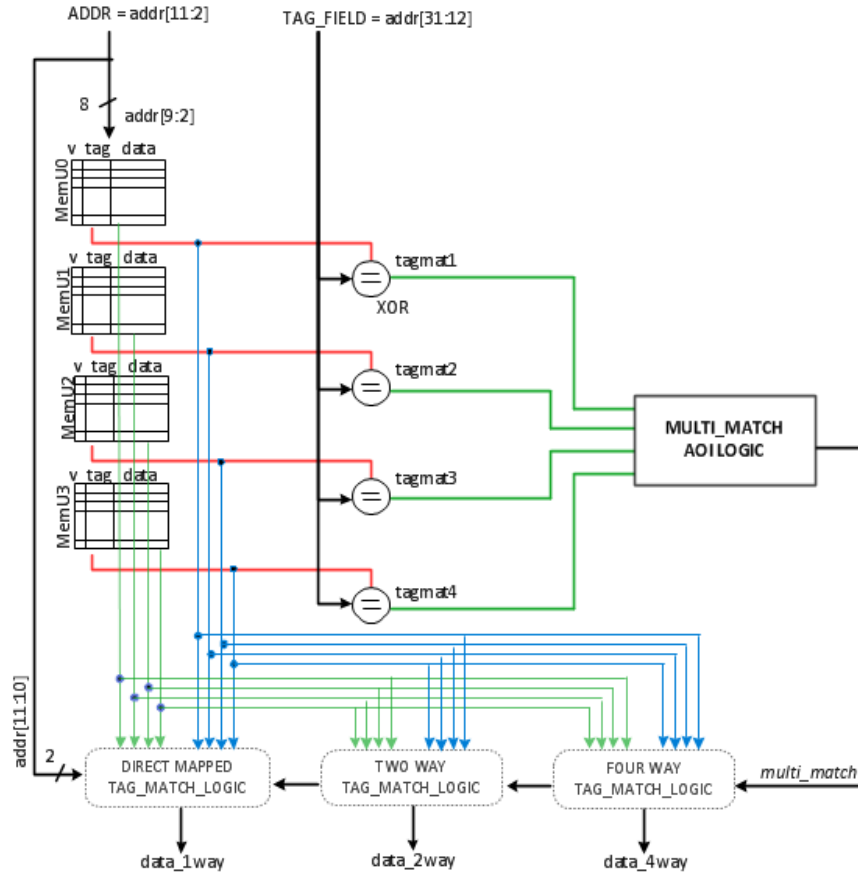 ADDR = addr[11:2]
TAG_FIELD = addr[31:12]
8
addr[9:2]
v tag data
MemU0
tagmat1
XOR
v tag data
MemU1
tagmat2
v tag data
MemU2
MULTI_MATCH
AOI LOGIC
tagmat3
v tag data
MemU3
tagmat4
addr[11:10]
2
DIRECT MAPPED
TAG_MATCH_LOGIC
TWO WAY
TAG_MATCH_LOGIC
FOUR WAY
TAG_MATCH_LOGIC
multi_match
data_1way
data_2way
data_4way